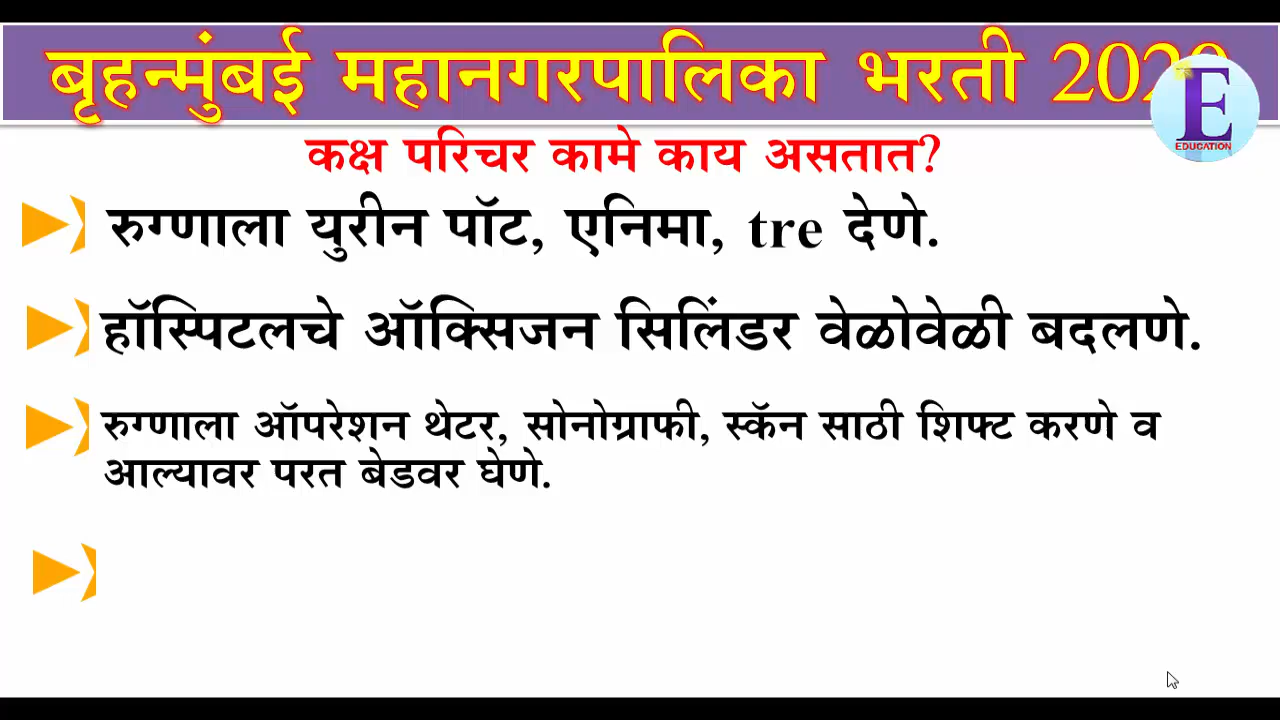 बृहन्मुंबई महानगरपालिका भरती 2020
E
EDUCATION
कक्ष परिचर कामे काय असतात?
रुग्णाला युरीन पॉट, एनिमा, tre देणे.
हॉस्पिटलचे ऑक्सिजन सिलिंडर वेळोवेळी बदलणे.
रुग्णाला ऑपरेशन थेटर, सोनोग्राफी, स्कॅन साठी शिफ्ट करणे व
आल्यावर परत बेडवर घेणे.